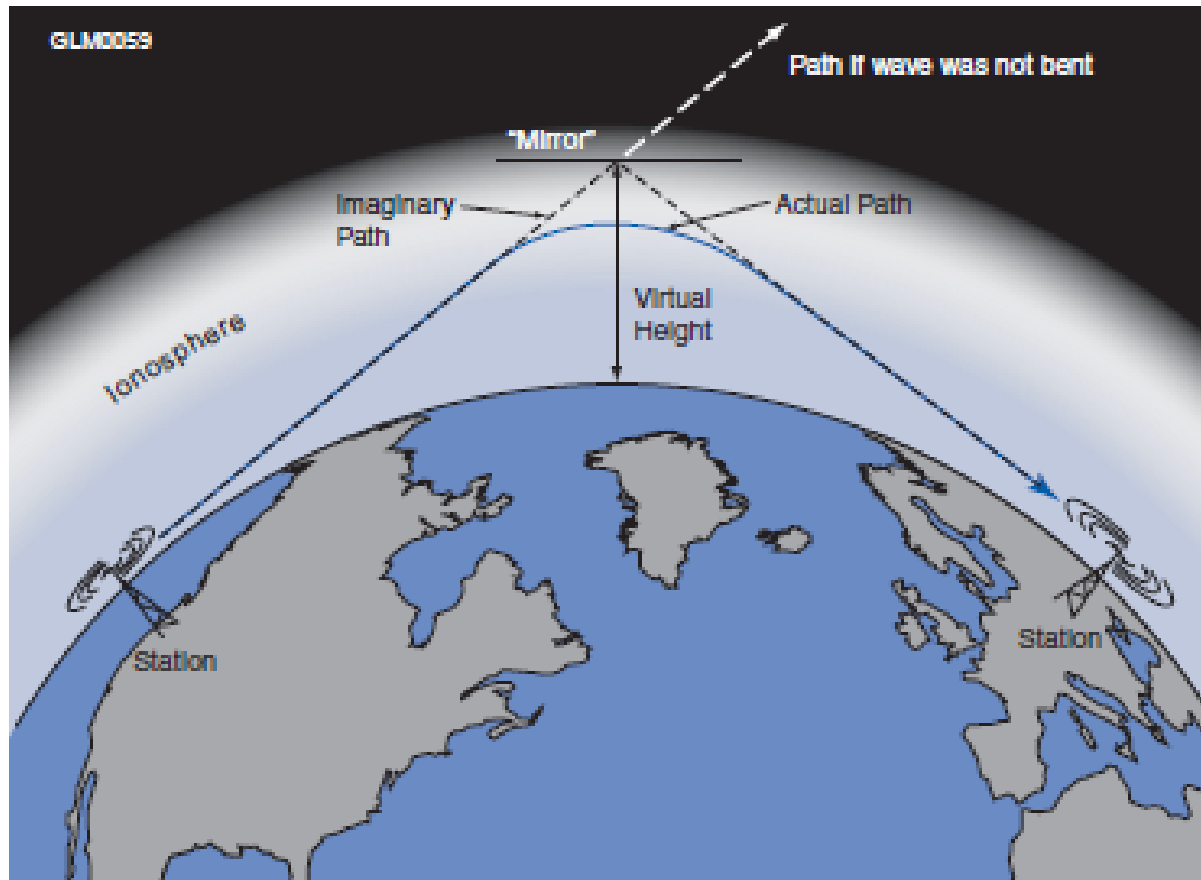 GLM0059
Path if wave was not bent
"Mirror"
Imaginary
Path
Actual Path
Virtual
Height
Ionosphere
Station
Station